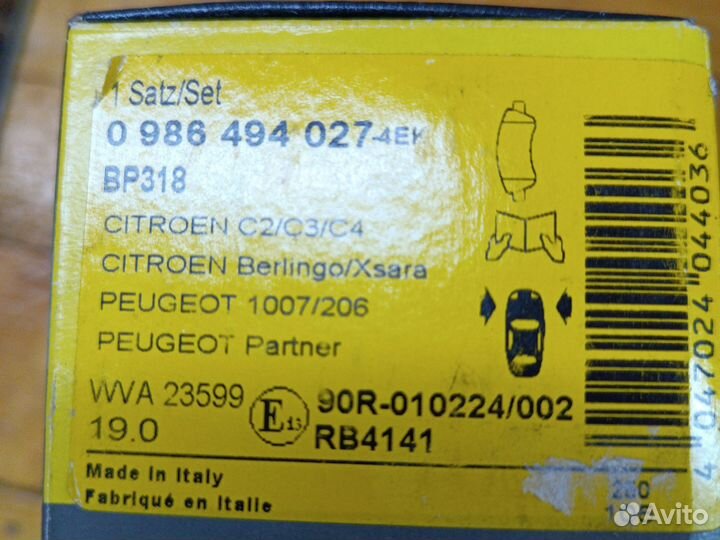 1 Satz/Set
0 986 494 027 4EK
BP318
CITROEN C2/C3/C4
CITROEN Berlingo/Xsara
PEUGEOT 1007/206
PEUGEOT Partner
WVA 23599
19.0
E13
90R-010224/002
RB4141
Made in Italy
Fabriqué en Italie
4 047024 044036
Avito